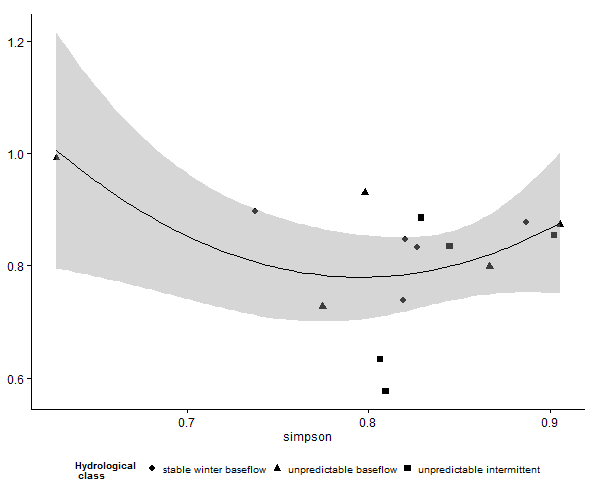 1.2
1.0
0.8
0.6
0.7 0.8 0.9
simpson
Hydrological
class
stable winter baseflow unpredictable baseflow unpredictable intermittent